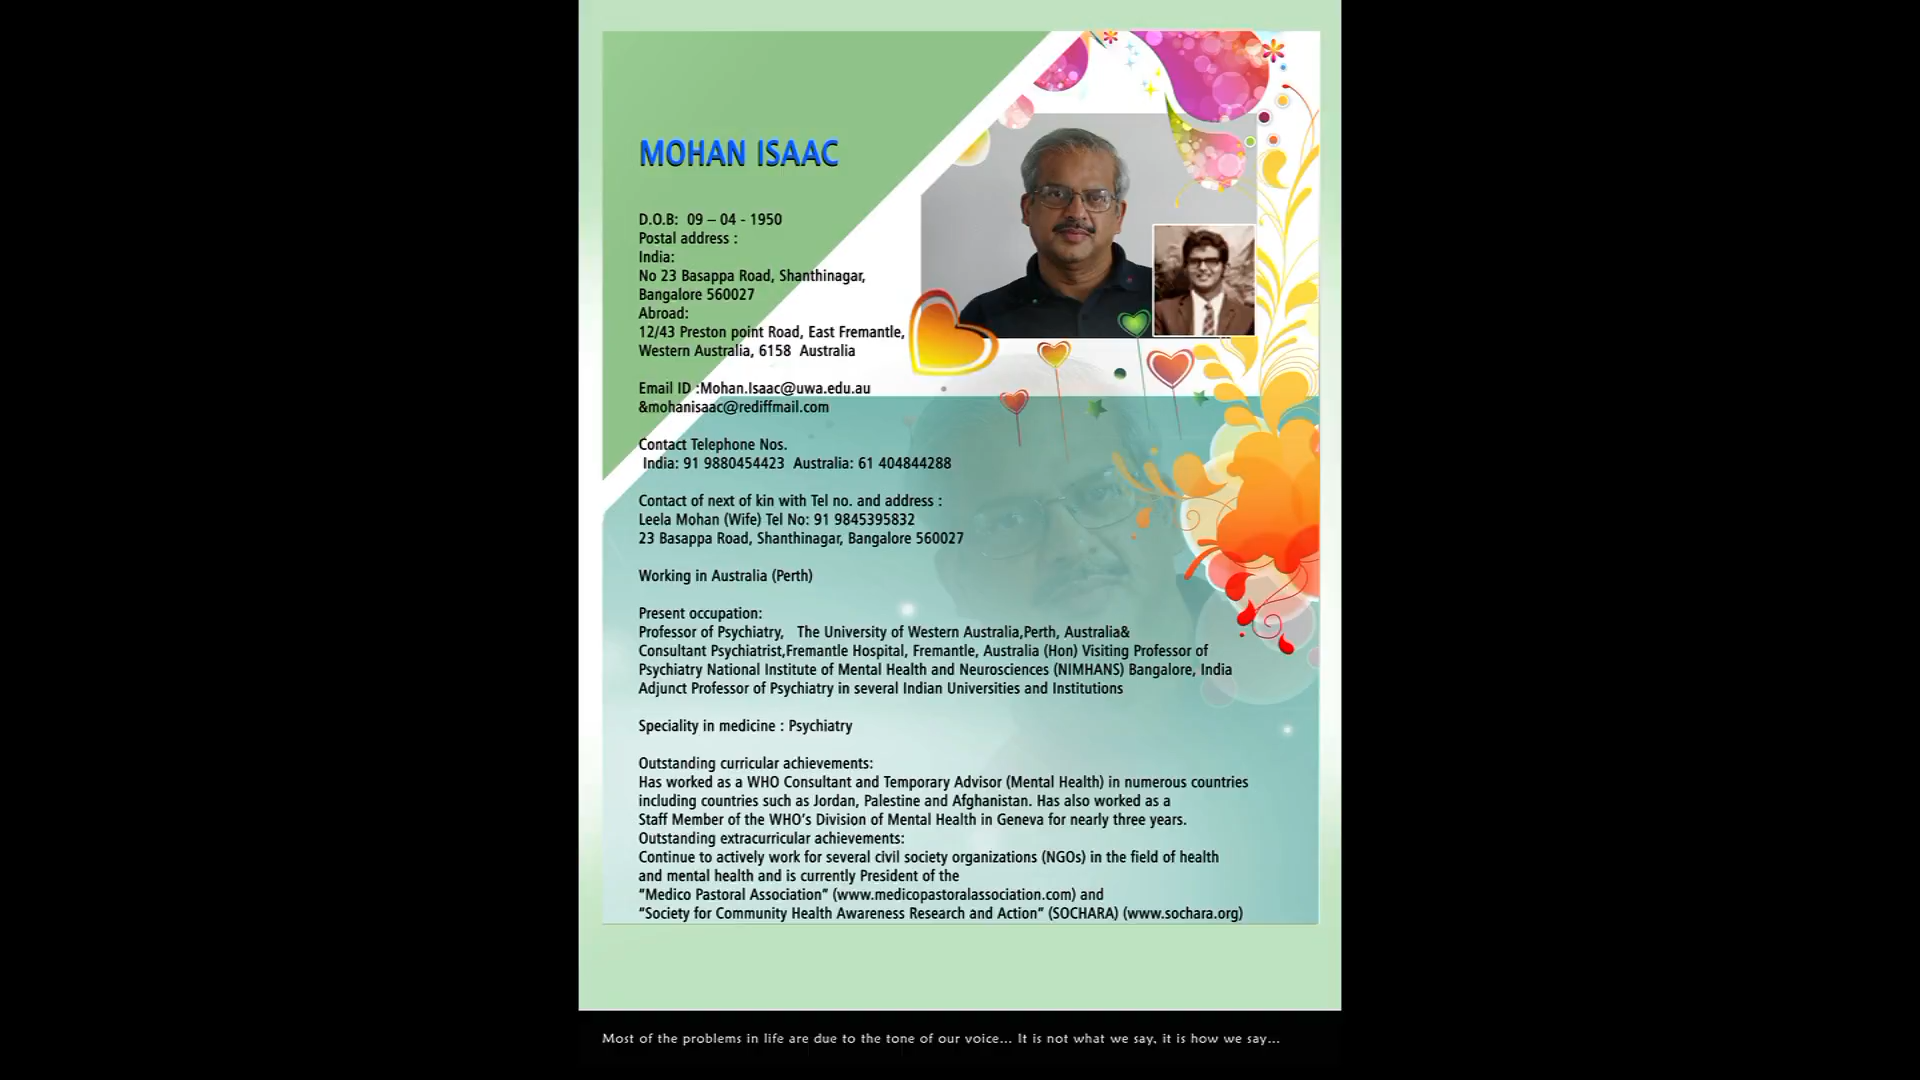 MOHAN ISAAC
D.O.B:  09 – 04 - 1950
Postal address :
India:
No 23 Basappa Road, Shanthinagar,
Bangalore 560027
Abroad:
12/43 Preston point Road, East Fremantle,
Western Australia, 6158  Australia
Email ID :Mohan.Isaac@uwa.edu.au
&mohanisaac@rediffmail.com
Contact Telephone Nos.
India: 91 9880454423  Australia: 61 404844288
Contact of next of kin with Tel no. and address :
Leela Mohan (Wife) Tel No: 91 9845395832
23 Basappa Road, Shanthinagar, Bangalore 560027
Working in Australia (Perth)
Present occupation:
Professor of Psychiatry,   The University of Western Australia,Perth, Australia&
Consultant Psychiatrist,Fremantle Hospital, Fremantle, Australia (Hon) Visiting Professor of
Psychiatry National Institute of Mental Health and Neurosciences (NIMHANS) Bangalore, India
Adjunct Professor of Psychiatry in several Indian Universities and Institutions
Speciality in medicine : Psychiatry
Outstanding curricular achievements:
Has worked as a WHO Consultant and Temporary Advisor (Mental Health) in numerous countries
including countries such as Jordan, Palestine and Afghanistan. Has also worked as a
Staff Member of the WHO’s Division of Mental Health in Geneva for nearly three years.
Outstanding extracurricular achievements:
Continue to actively work for several civil society organizations (NGOs) in the field of health
and mental health and is currently President of the
“Medico Pastoral Association” (www.medicopastoralassociation.com) and
“Society for Community Health Awareness Research and Action” (SOCHARA) (www.sochara.org)
Most of the problems in life are due to the tone of our voice... It is not what we say, it is how we say...